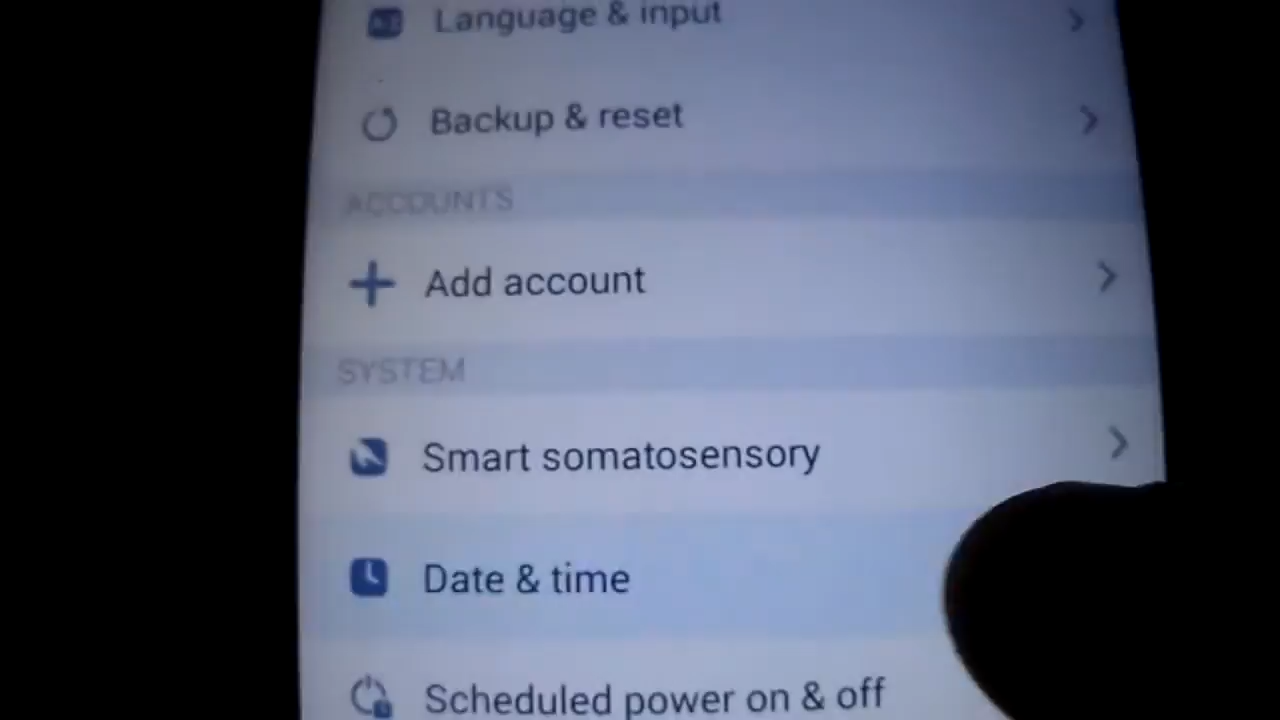 Language & input
Backup & reset
ACCOUNTS
Add account
SYSTEM
Smart somatosensory
Date & time
Scheduled power on & off